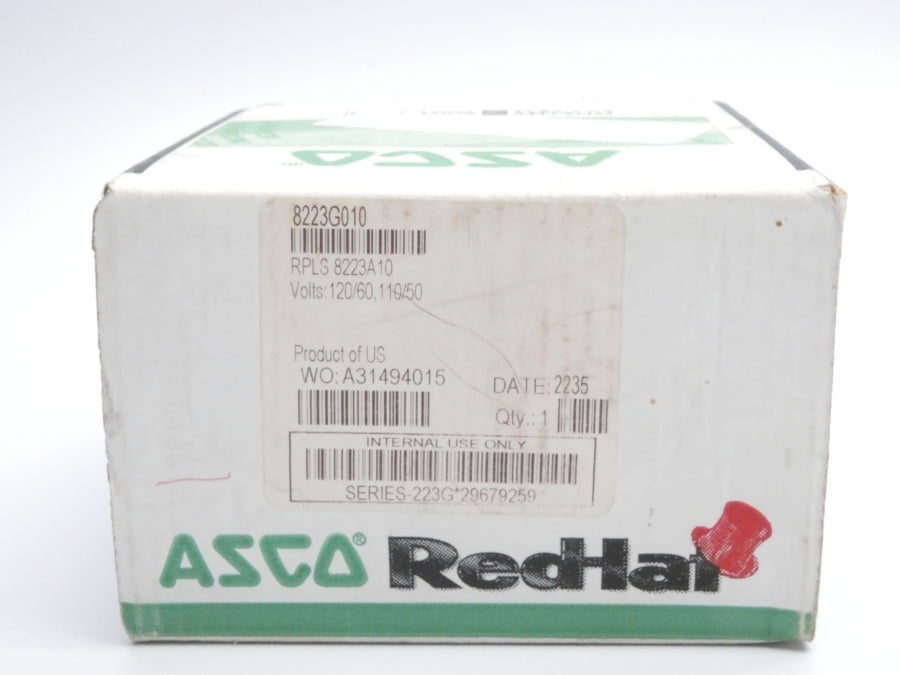 ASCO®
8223G010
RPLS 8223A10
Volts:120/60,110/50
Product of US
WO:A31494015
DATE:2235
Qty.: 1
INTERNAL USE ONLY
SERIES-223G*29679259
ASCO® RedHat